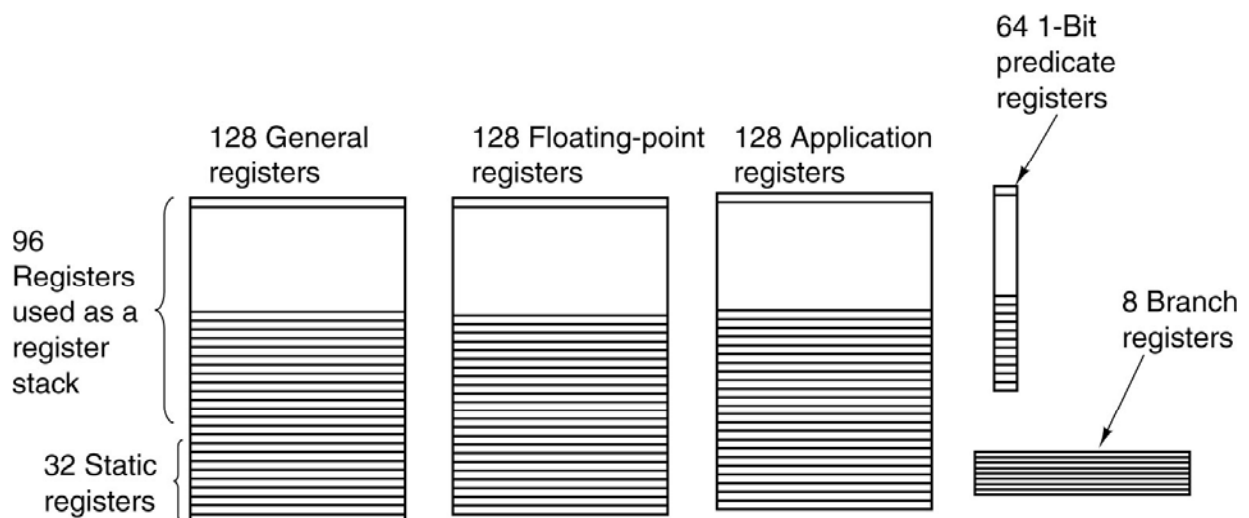 64 1-Bit
predicate
registers
128 General
registers
128 Floating-point
registers
128 Application
registers
96
Registers
used as a
register
stack
8 Branch
registers
32 Static
registers